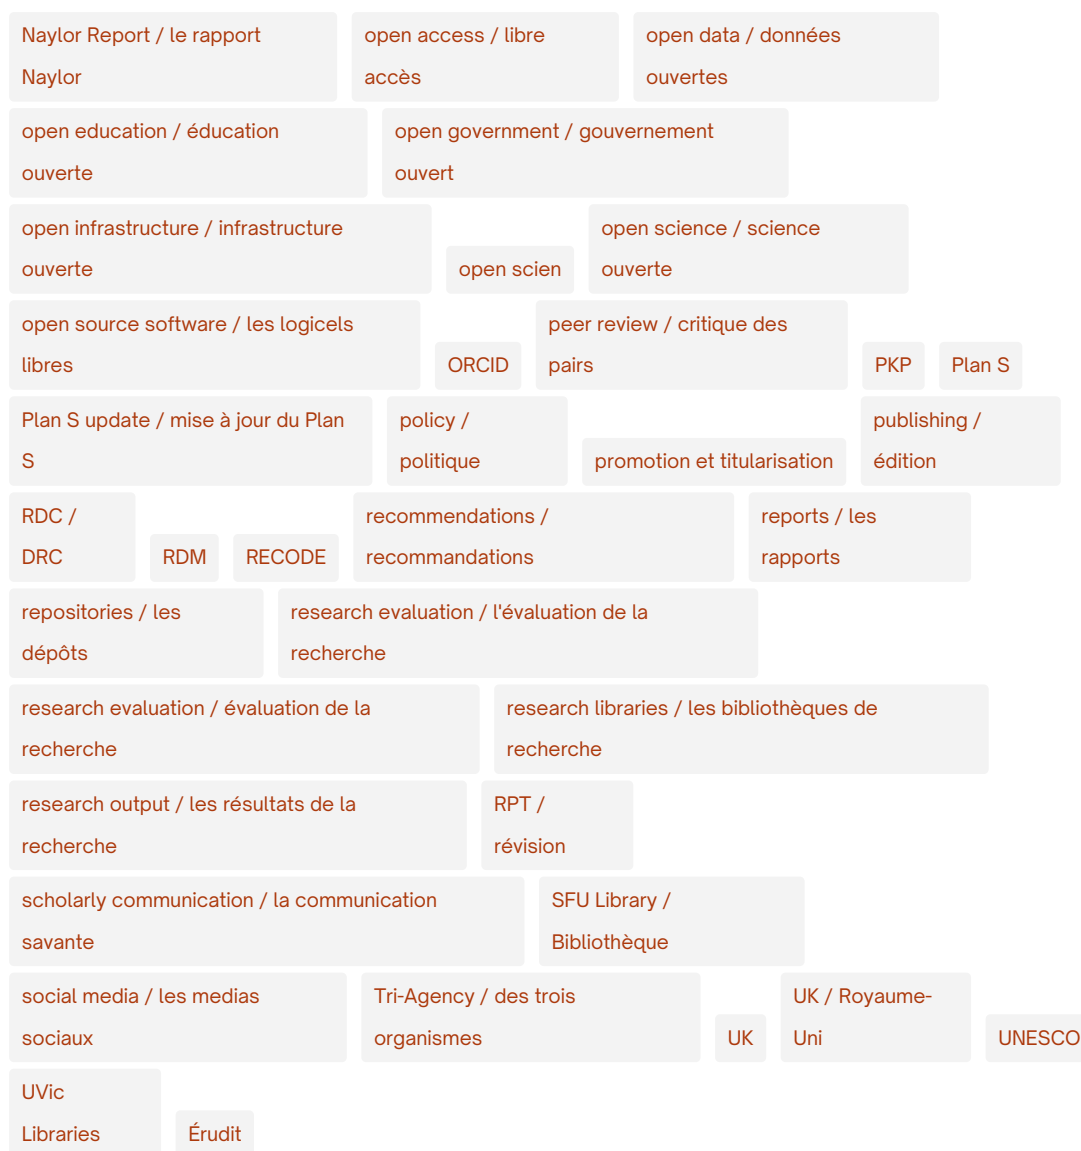 Naylor Report / le rapport
Naylor
open access / libre
accès
open data / données
ouvertes
open education / éducation
ouverte
open government / gouvernement
ouvert
open infrastructure / infrastructure
ouverte
open scien
open science / science
ouverte
open source software / les logicels
libres
ORCID
peer review / critique des
pairs
PKP
Plan S
Plan S update / mise à jour du Plan
S
policy /
politique
promotion et titularisation
publishing /
édition
RDC /
DRC
RDM
RECODE
recommendations /
recommandations
reports / les
rapports
repositories / les
dépôts
research evaluation / l'évaluation de la
recherche
research evaluation / évaluation de la
recherche
research libraries / les bibliothèques de
recherche
research output / les résultats de la
recherche
RPT /
révision
scholarly communication / la communication
savante
SFU Library /
Bibliothèque
social media / les medias
sociaux
Tri-Agency / des trois
organismes
UK
UK / Royaume-
Uni
UNESCO
UVic
Libraries
Érudit